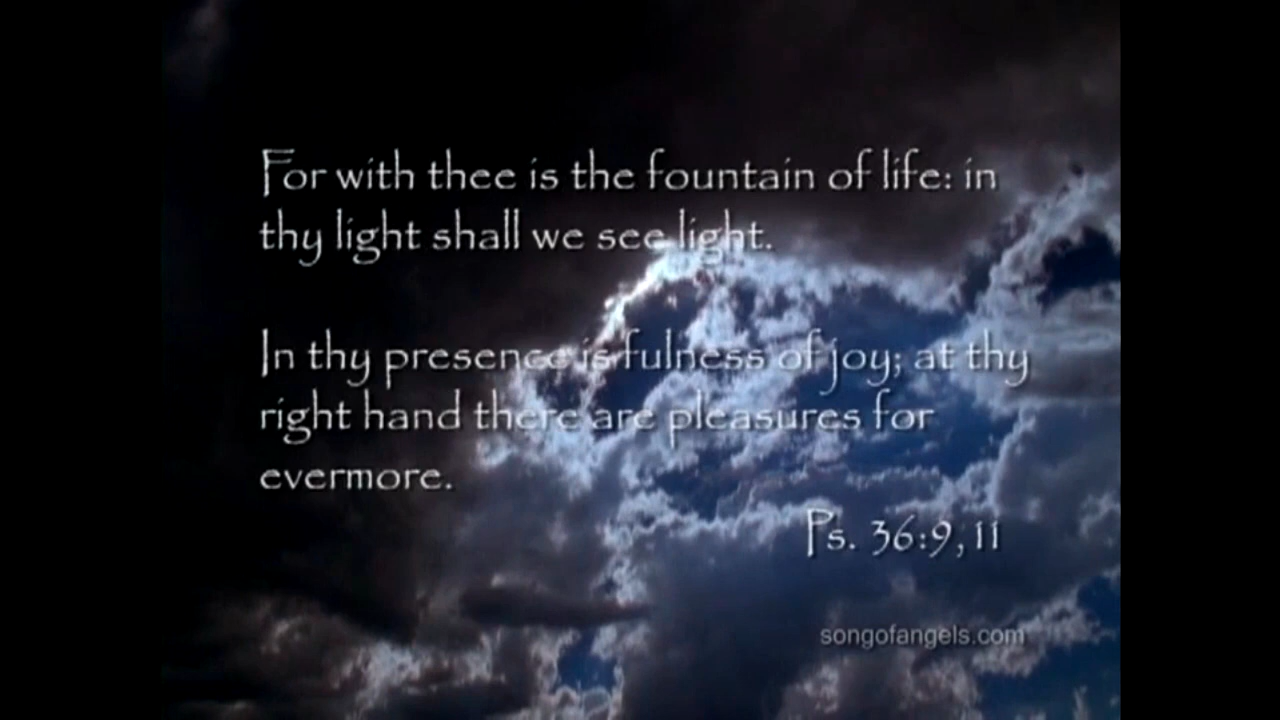 For with thee is the fountain of life: in
thy light shall we see light.
In thy presence is fulness of joy; at thy
right hand there are pleasures for
evermore.
Ps. 36:9, 11
songofangels.com